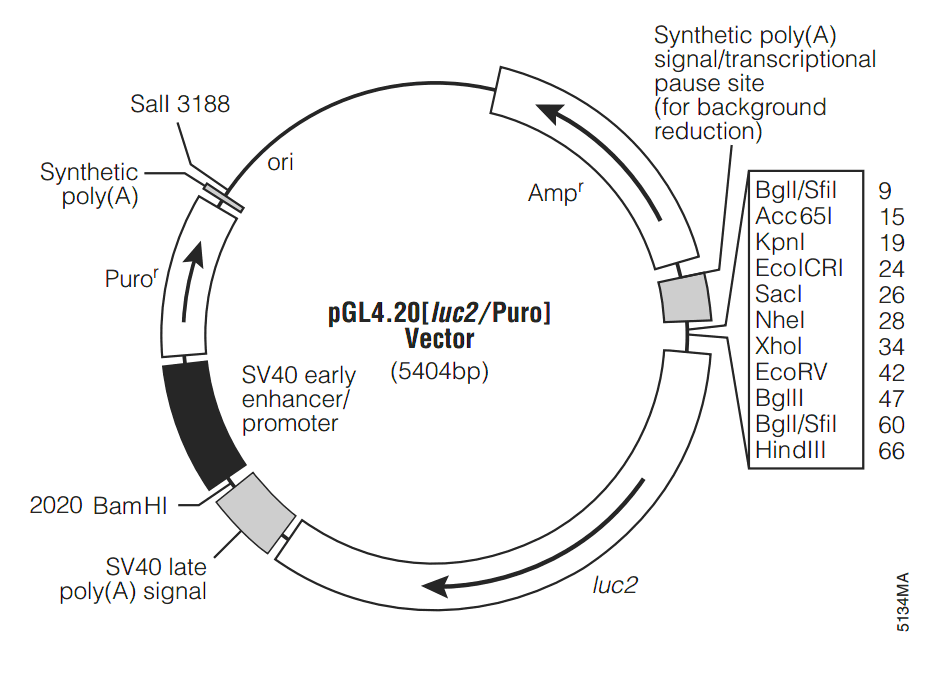 Synthetic poly(A)
signal/transcriptional
pause site
(for background
reduction)
SalI 3188
ori
Synthetic
poly(A)
Ampʳ
BglI/SfiI 9
Acc65I 15
KpnI 19
EcoICRI 24
SacI 26
NheI 28
XhoI 34
EcoRV 42
BglII 47
BglI/SfiI 60
HindIII 66
Puroʳ
pGL4.20[luc2/Puro]
Vector
(5404bp)
SV40 early
enhancer/
promoter
2020 BamHI
SV40 late
poly(A) signal
luc2
5134MA